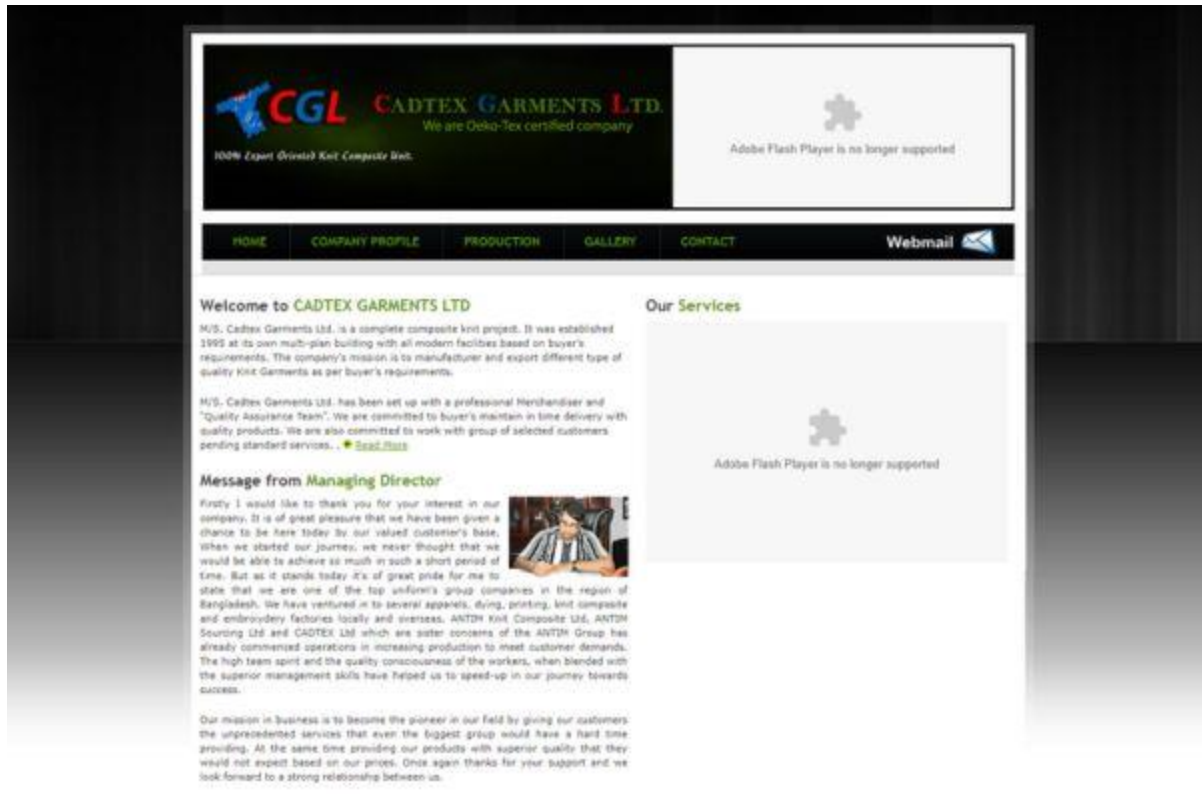 CGL CADTEX GARMENTS LTD.
We are Oeko-Tex certified company
100% Export Oriented Knit Composite Unit.
Adobe Flash Player is no longer supported
HOME COMPANY PROFILE PRODUCTION GALLERY CONTACT Webmail
Welcome to CADTEX GARMENTS LTD
M/S. Cadtex Garments Ltd. is a complete composite knit project. It was established
1995 at its own multi-plan building with all modern facilities based on buyer's
requirements. The company's mission is to manufacturer and export different type of
quality Knit Garments as per buyer's requirements.
M/S. Cadtex Garments Ltd. has been set up with a professional Merchandiser and
"Quality Assurance Team". We are committed to buyer's maintain in time delivery with
quality products. We are also committed to work with group of selected customers
pending standard services. . Read More
Message from Managing Director
Firstly I would like to thank you for your interest in our
company. It is of great pleasure that we have been given a
chance to be here today by our valued customer's base.
When we started our journey, we never thought that we
would be able to achieve so much in such a short period of
time. But as it stands today it's of great pride for me to
state that we are one of the top uniform's group companies in the region of
Bangladesh. We have ventured in to several apparels, dying, printing, knit composite
and embroydery factories locally and overseas. ANTIM Knit Composite Ltd, ANTIM
Sourcing Ltd and CADTEX Ltd which are sister concerns of the ANTIM Group has
already commenced operations in increasing production to meet customer demands.
The high team spirit and the quality consciousness of the workers, when blended with
the superior management skills have helped us to speed-up in our journey towards
success.
Our mission in business is to become the pioneer in our field by giving our customers
the unprecedented services that even the biggest group would have a hard time
providing. At the same time providing our products with superior quality that they
would not expect based on our prices. Once again thanks for your support and we
look forward to a strong relationship between us.
Our Services
Adobe Flash Player is no longer supported